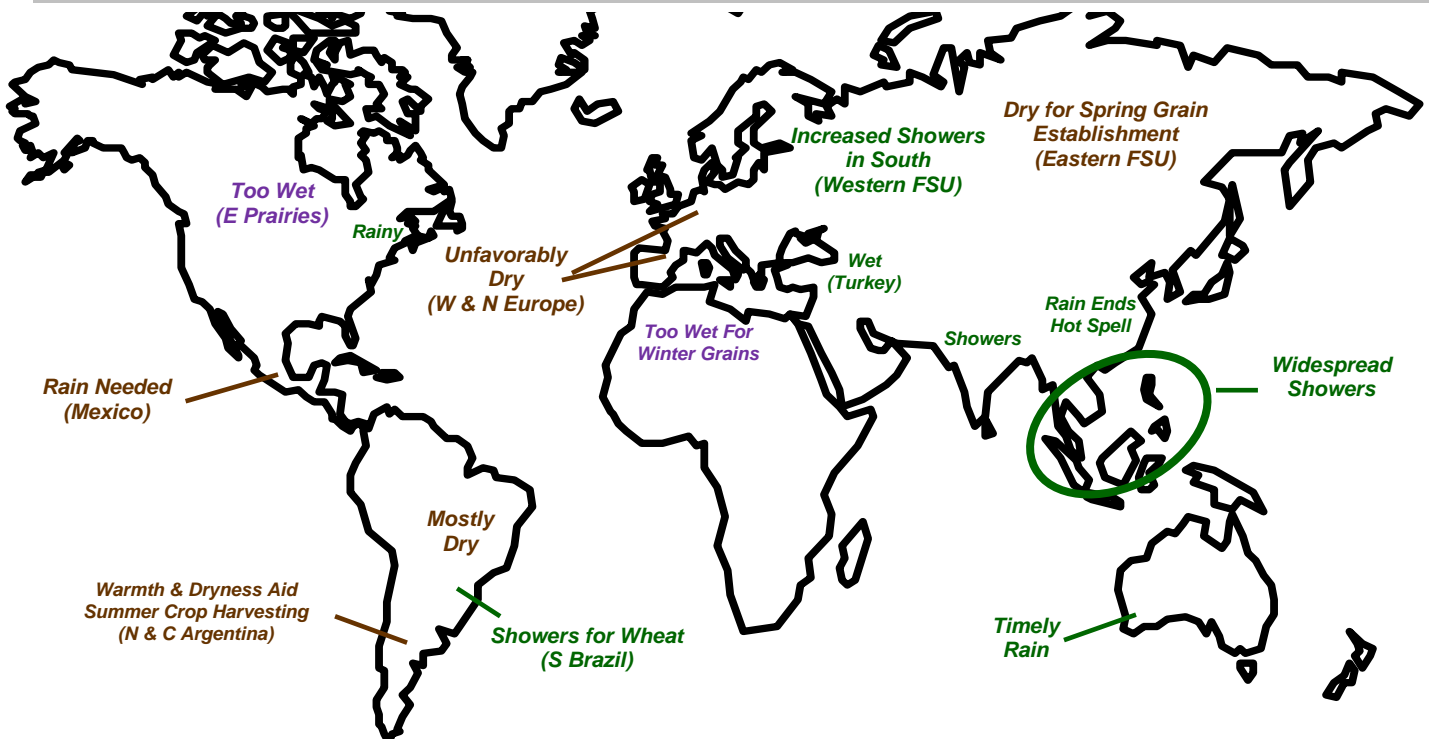 Too Wet
(E Prairies)
Rainy
Unfavorably
Dry
(W & N Europe)
Increased Showers
in South
(Western FSU)
Dry for Spring Grain
Establishment
(Eastern FSU)
Wet
(Turkey)
Too Wet For
Winter Grains
Showers
Rain Ends
Hot Spell
Widespread
Showers
Rain Needed
(Mexico)
Mostly
Dry
Warmth & Dryness Aid
Summer Crop Harvesting
(N & C Argentina)
Showers for Wheat
(S Brazil)
Timely
Rain